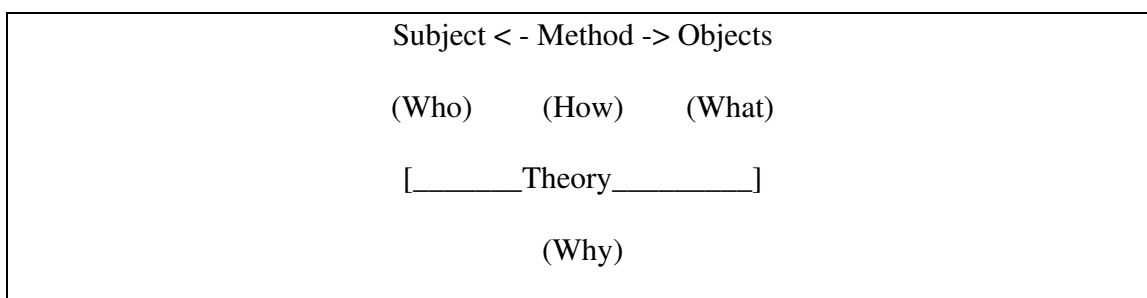 Subject < - Method -> Objects
(Who) (How) (What)
[_______Theory_________]
(Why)